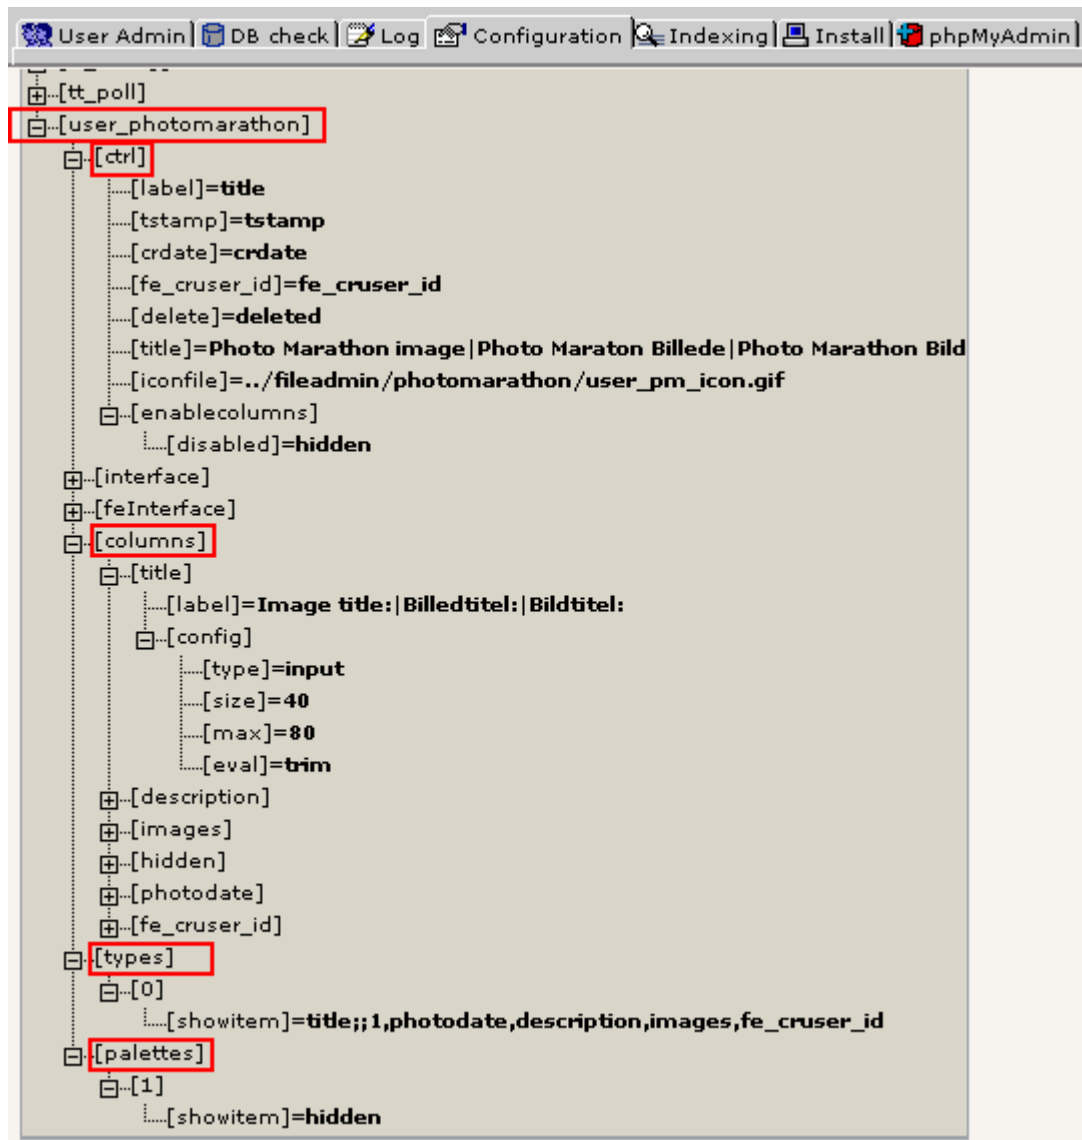 User Admin DB check Log Configuration Indexing Install phpMyAdmin
[tt_poll]
[user_photomarathon]
[ctrl]
[label]=title
[tstamp]=tstamp
[crdate]=crdate
[fe_cruser_id]=fe_cruser_id
[delete]=deleted
[title]=Photo Marathon image|Photo Maraton Billede|Photo Marathon Bild
[iconfile]=../fileadmin/photomarathon/user_pm_icon.gif
[enablecolumns]
[disabled]=hidden
[interface]
[feInterface]
[columns]
[title]
[label]=Image title:|Billedtitel:|Bildtitel:
[config]
[type]=input
[size]=40
[max]=80
[eval]=trim
[description]
[images]
[hidden]
[photodate]
[fe_cruser_id]
[types]
[0]
[showitem]=title;;1,photodate,description,images,fe_cruser_id
[palettes]
[1]
[showitem]=hidden